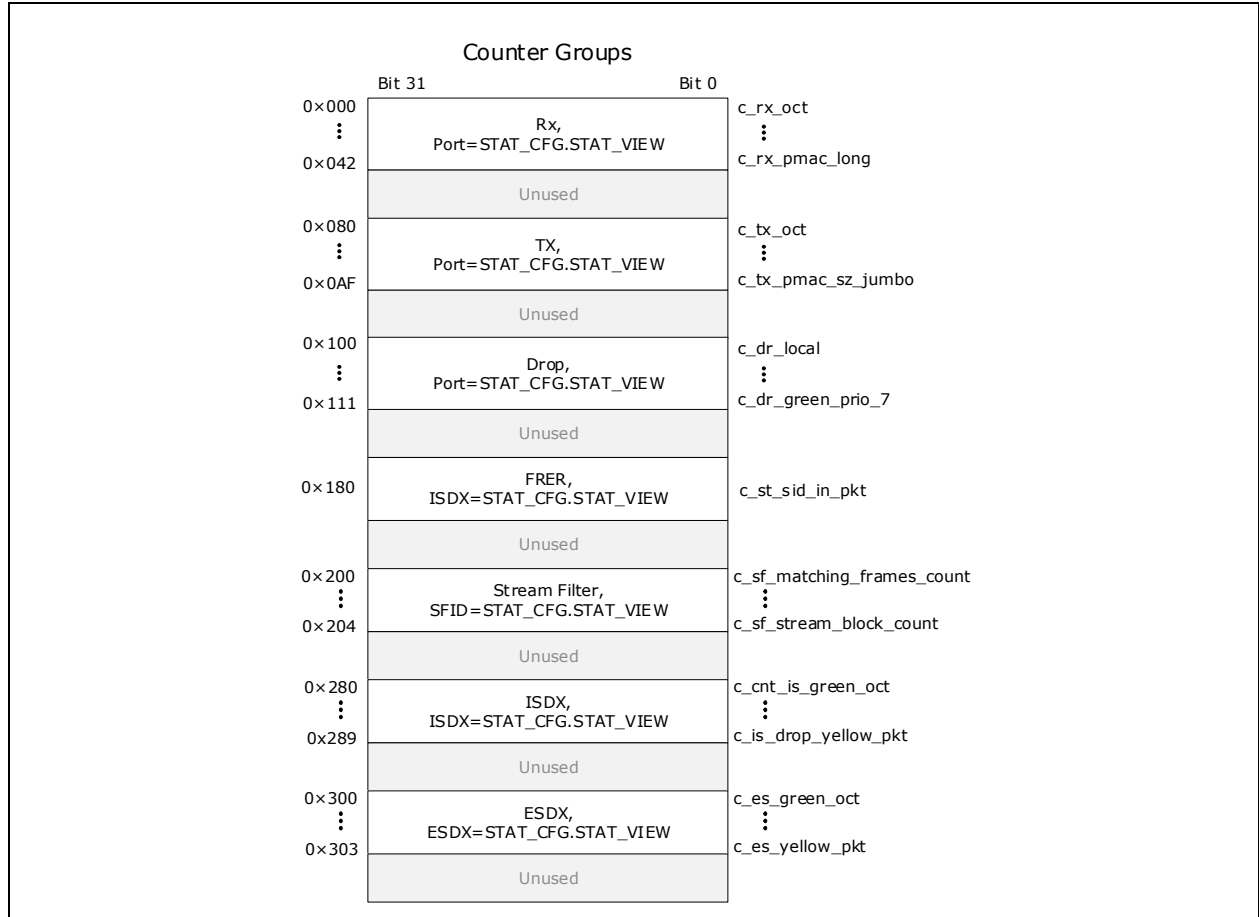 Counter Groups
Bit 31 Bit 0
0×000 Rx, c_rx_oct
Port=STAT_CFG.STAT_VIEW
0×042 c_rx_pmac_long
Unused
0×080 TX, c_tx_oct
Port=STAT_CFG.STAT_VIEW
0×0AF c_tx_pmac_sz_jumbo
Unused
0×100 Drop, c_dr_local
Port=STAT_CFG.STAT_VIEW
0×111 c_dr_green_prio_7
Unused
FRER,
0×180 ISDX=STAT_CFG.STAT_VIEW c_st_sid_in_pkt
Unused
0×200 Stream Filter, c_sf_matching_frames_count
SFID=STAT_CFG.STAT_VIEW
0×204 c_sf_stream_block_count
Unused
0×280 ISDX, c_cnt_is_green_oct
ISDX=STAT_CFG.STAT_VIEW
0x289 c_is_drop_yellow_pkt
Unused
0×300 ESDX, c_es_green_oct
ESDX=STAT_CFG.STAT_VIEW
0×303 c_es_yellow_pkt
Unused